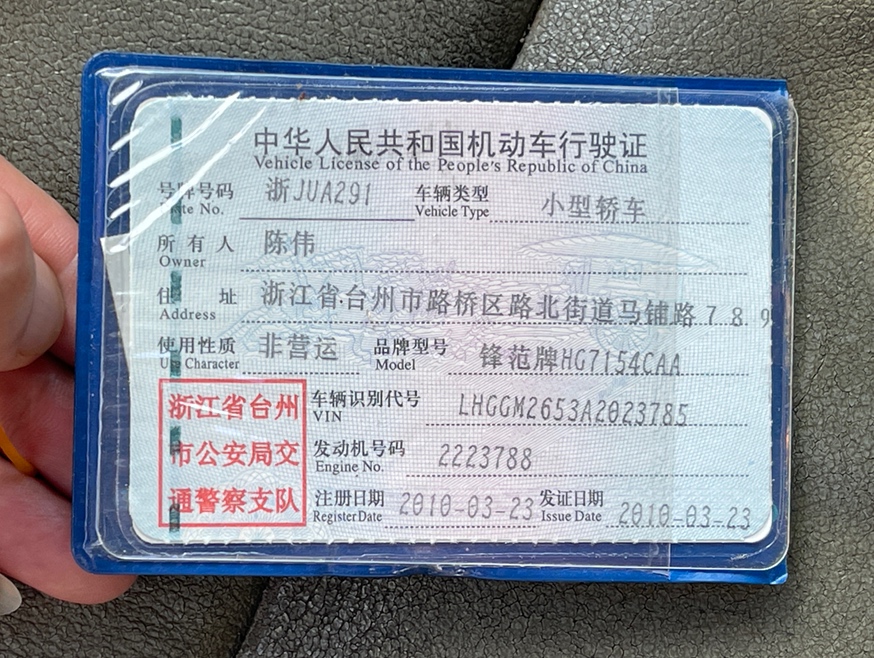 中华人民共和国机动车行驶证
Vehicle License of the People's Republic of China
号牌号码 浙JUA291 车辆类型 小型轿车
Plate No. Vehicle Type
所有人 陈伟
Owner
住址 浙江省台州市路桥区路北街道马铺路789
Address
使用性质 非营运 品牌型号 锋范牌HG7154CAA
Use Character Model
浙江省台州
市公安局交
通警察支队
车辆识别代号 LHGGM2653A2023785
VIN
发动机号码 2223788
Engine No.
注册日期 2010-03-23 发证日期 2010-03-23
Register Date Issue Date